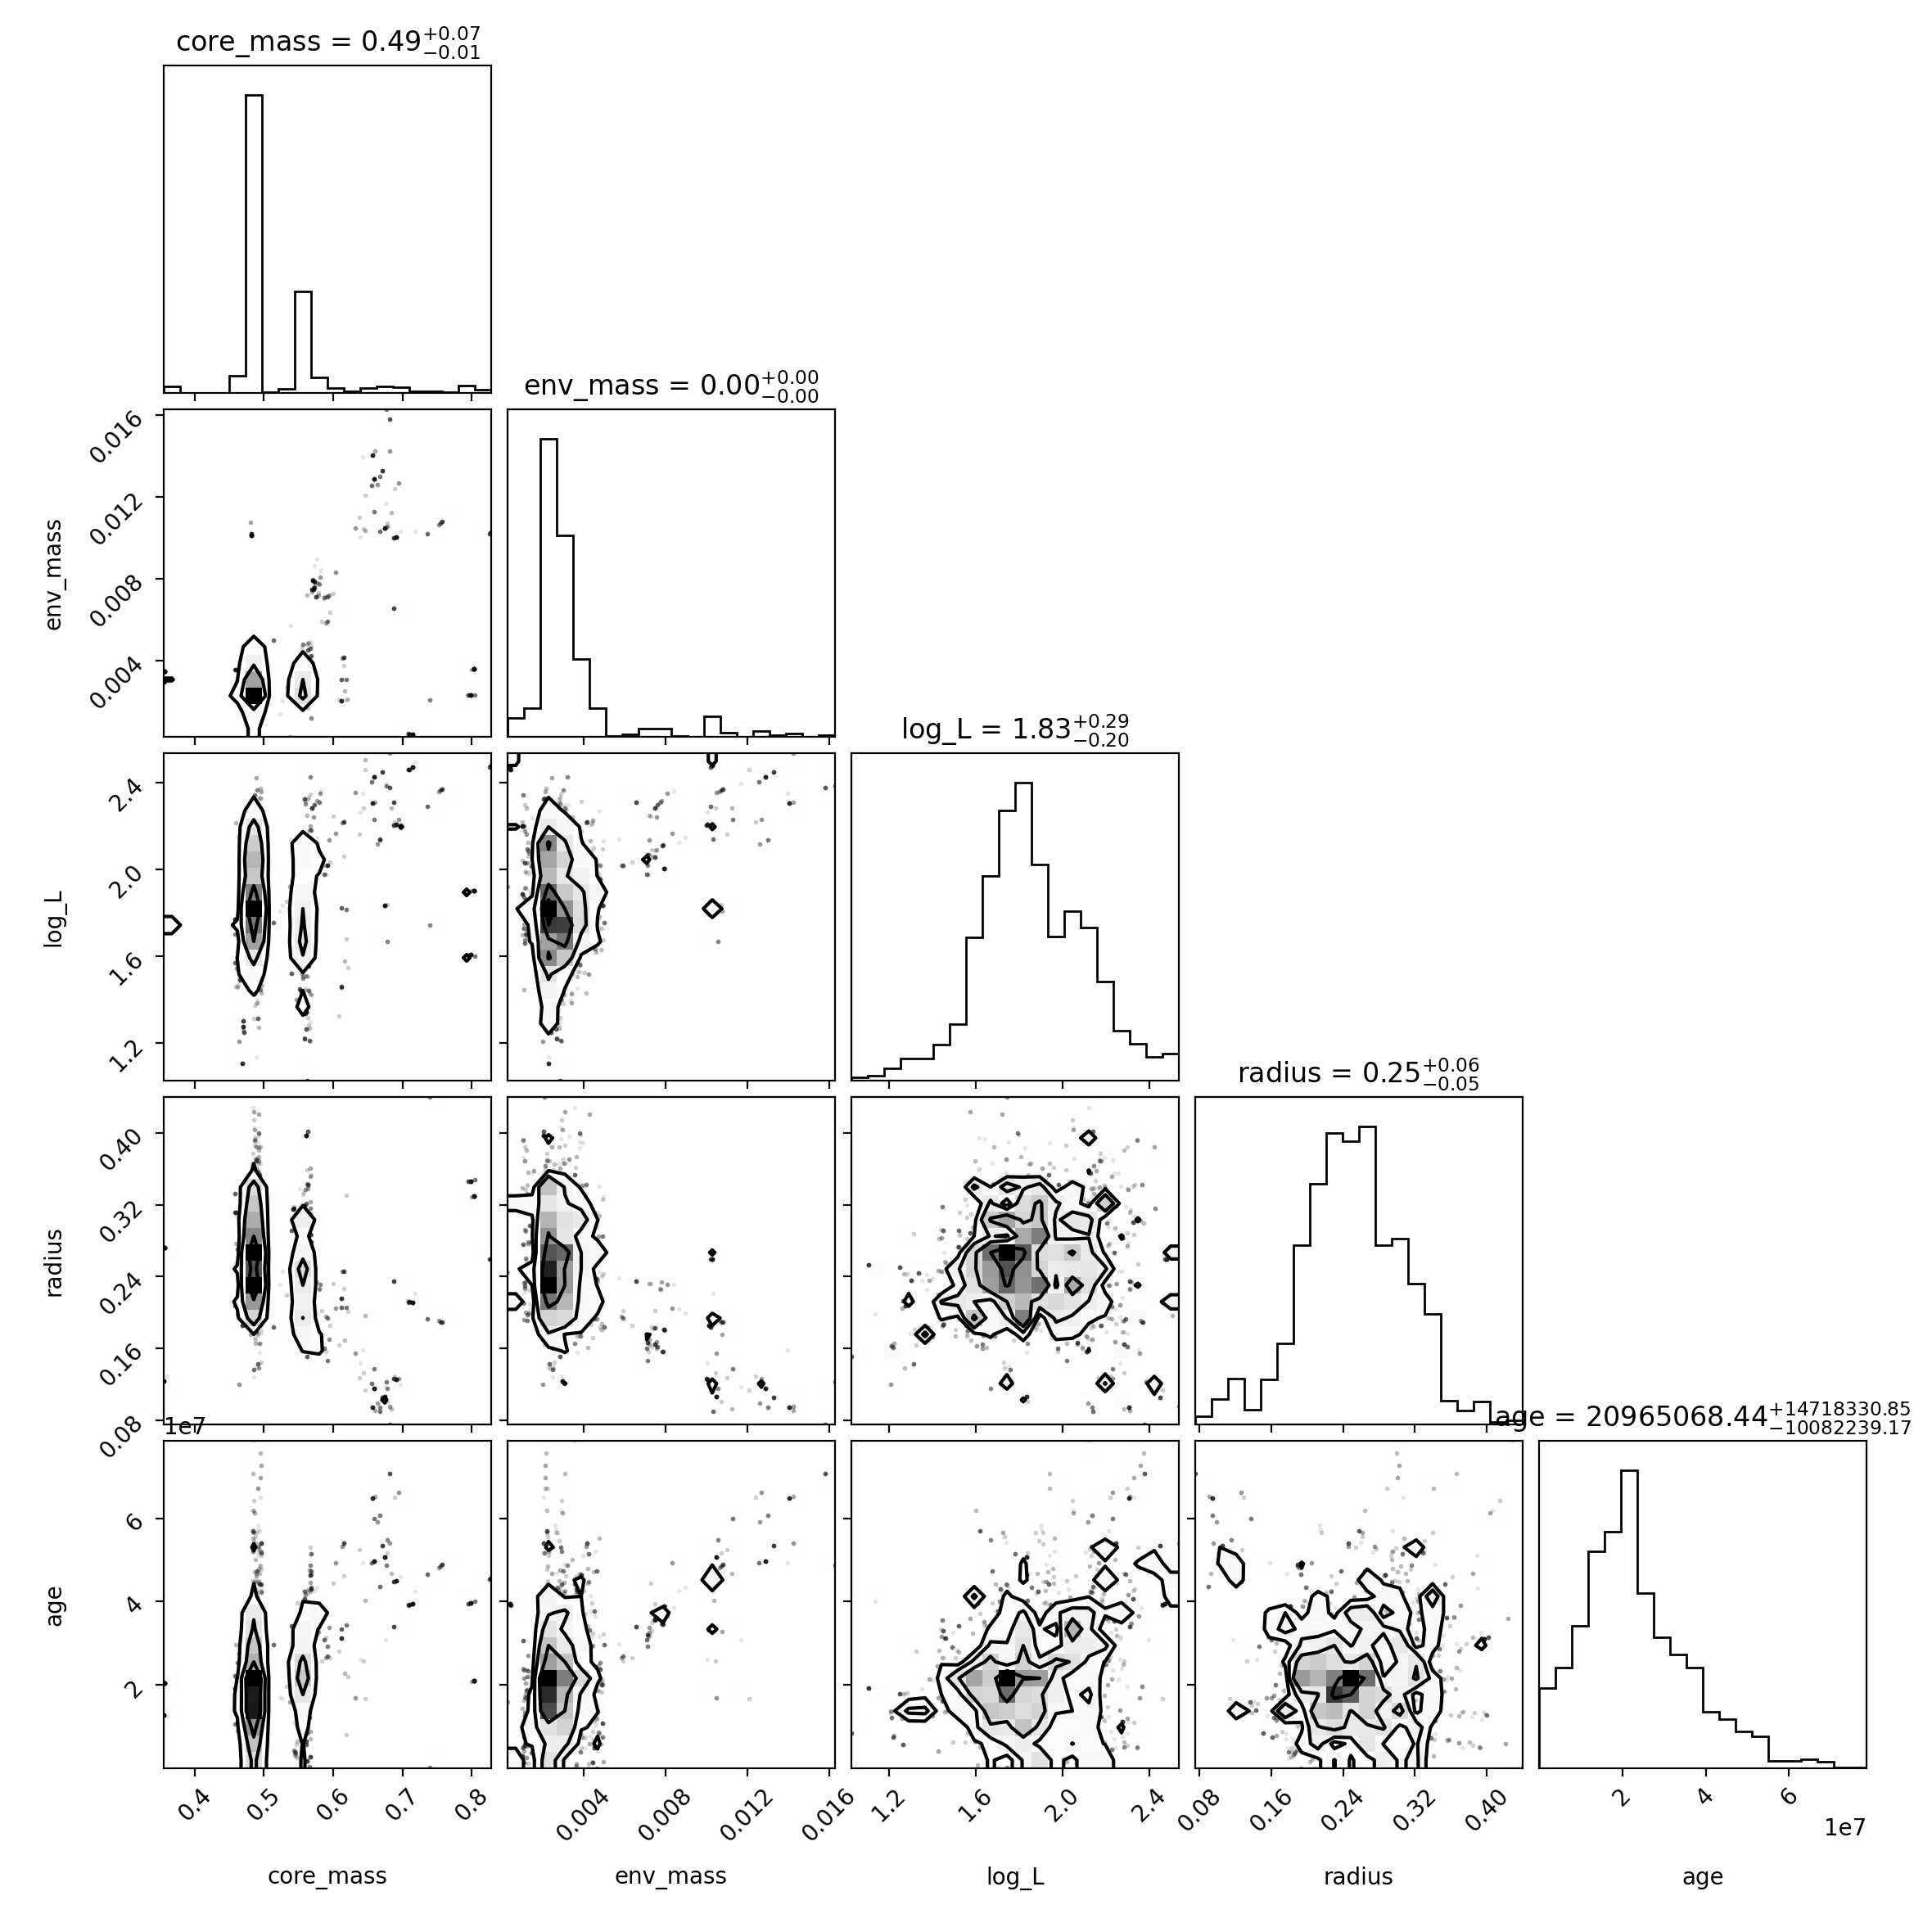 core_mass = 0.49+0.07−0.01
env_mass = 0.00+0.00−0.00
0.016
0.012
0.008
0.004
env_mass
log_L = 1.83+0.29−0.20
2.4
2.0
1.6
1.2
log_L
radius = 0.25+0.06−0.05
0.40
0.32
0.24
0.16
0.08
radius
age = 20965068.44+14718330.85−10082239.17
1e7
6
4
2
age
0.4 0.5 0.6 0.7 0.8
0.004 0.008 0.012 0.016
1.2 1.6 2.0 2.4
0.08 0.16 0.24 0.32 0.40
2 4 6
1e7
core_mass env_mass log_L radius age